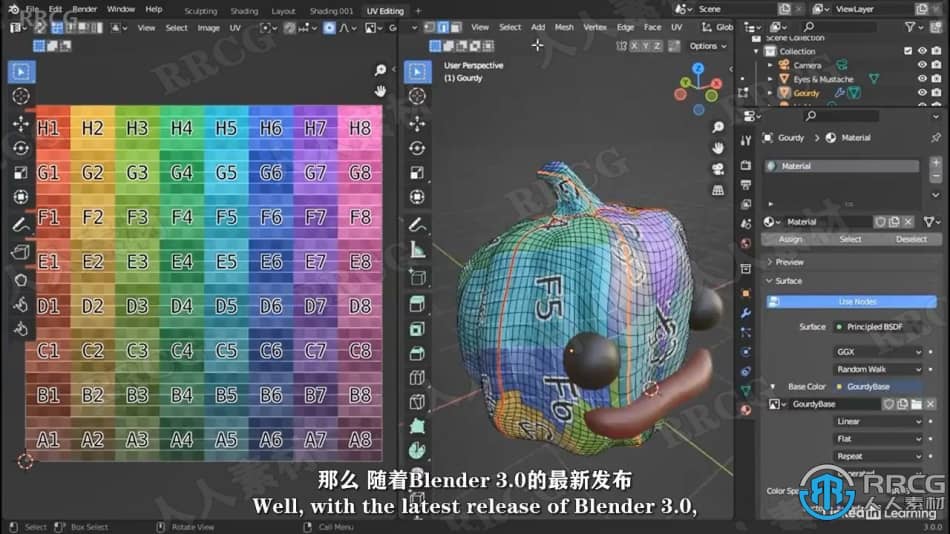 File Edit Render Window Help Sculpting Shading Layout Shading.001 UV Editing Scene ViewLayer
View Select Image UV View Select Add Mesh Vertex Edge Face UV Global
X Y Z Options
User Perspective
(1) Gourdy
Scene Collection
Collection
Camera
Eyes & Mustache
Gourdy
Gourdy Material
Material
Material
Assign Select Deselect
Preview
Surface
Use Nodes
Surface Principled BSDF
GGX
Random Walk
Base Color GourdyBase
GourdyBase
Linear
Flat
Repeat
H1 H2 H3 H4 H5 H6 H7 H8
G1 G2 G3 G4 G5 G6 G7 G8
F1 F2 F3 F4 F5 F6 F7 F8
E1 E2 E3 E4 E5 E6 E7 E8
D1 D2 D3 D4 D5 D6 D7 D8
C1 C2 C3 C4 C5 C6 C7 C8
B1 B2 B3 B4 B5 B6 B7 B8
A1 A2 A3 A4 A5 A6 A7 A8
F5
F6
那么 随着Blender 3.0的最新发布
Well, with the latest release of Blender 3.0,
RRCG
人人素材
LinkedIn Learning
Select Box Select Rotate View Call Menu 3.0.0